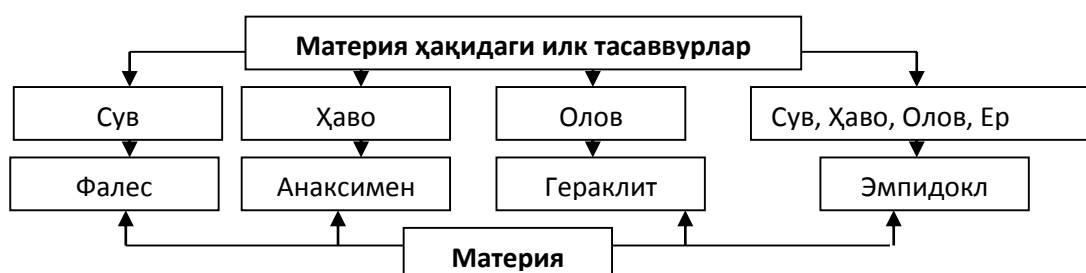 Материя ҳақидаги илк тасаввурлар
Сув
Ҳаво
Олов
Сув, Ҳаво, Олов, Ер
Фалес
Анаксимен
Гераклит
Эмпидокл
Материя